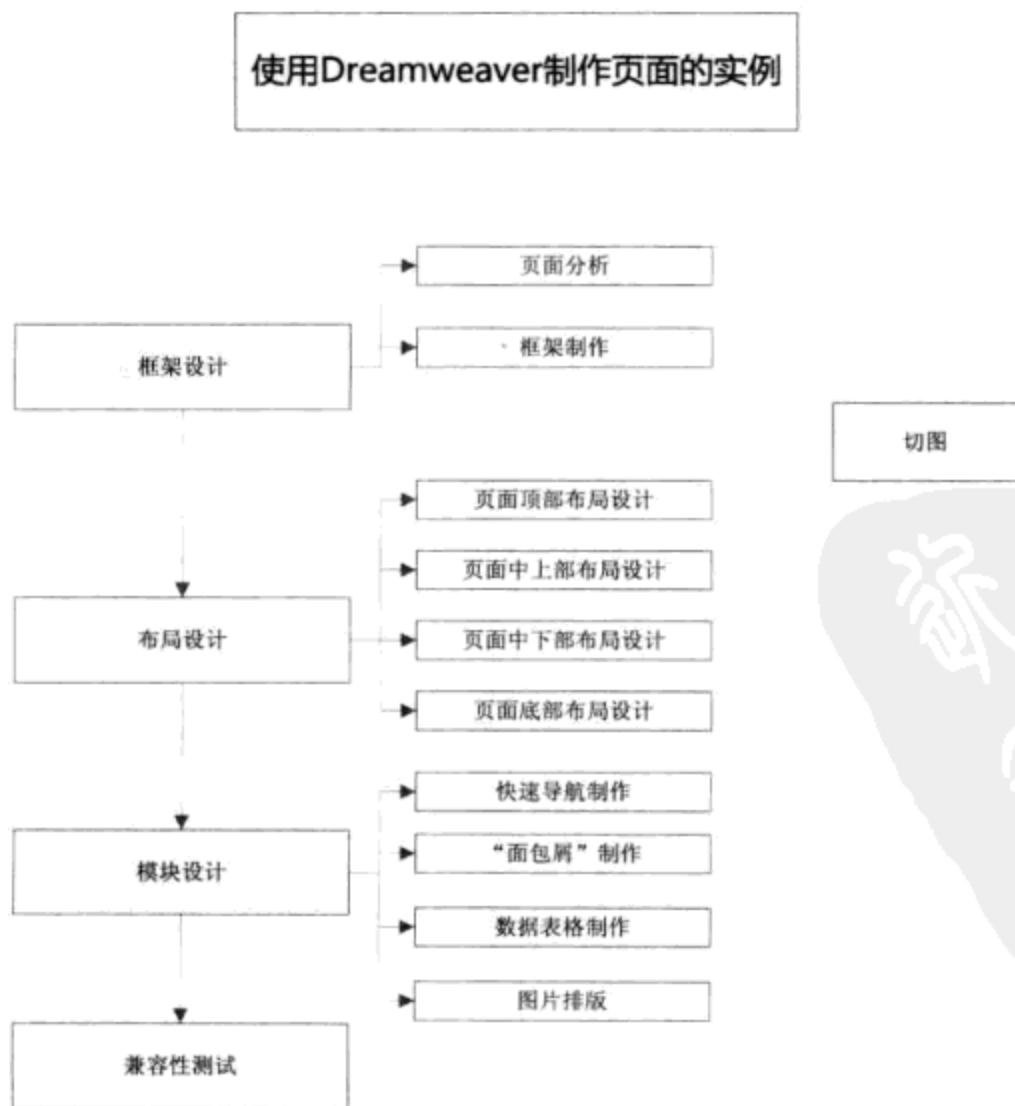 使用Dreamweaver制作页面的实例
页面分析
框架制作
框架设计
切图
页面顶部布局设计
页面中上部布局设计
页面中下部布局设计
页面底部布局设计
布局设计
快速导航制作
“面包屑”制作
数据表格制作
图片排版
模块设计
兼容性测试